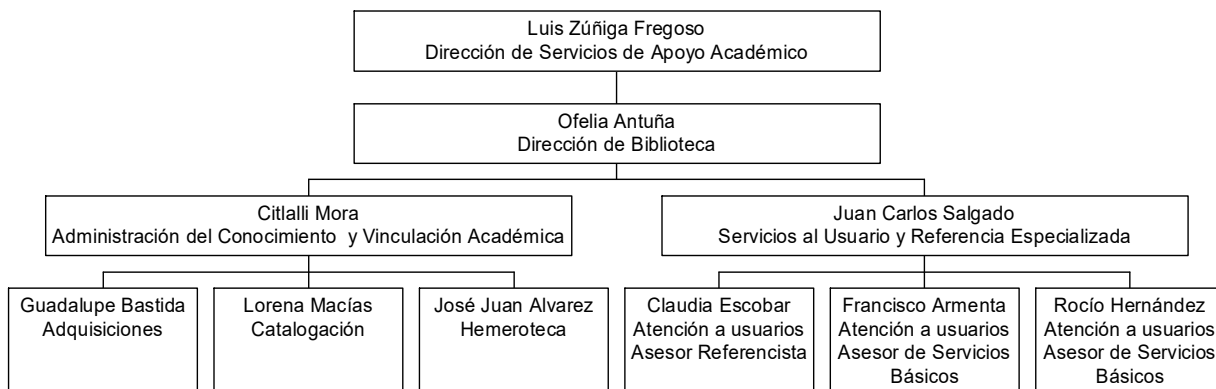 Luis Zúñiga Fregoso
Dirección de Servicios de Apoyo Académico
Ofelia Antuña
Dirección de Biblioteca
Citlalli Mora
Administración del Conocimiento  y Vinculación Académica
Juan Carlos Salgado
Servicios al Usuario y Referencia Especializada
Guadalupe Bastida
Adquisiciones
Lorena Macías
Catalogación
José Juan Alvarez
Hemeroteca
Claudia Escobar
Atención a usuarios
Asesor Referencista
Francisco Armenta
Atención a usuarios
Asesor de Servicios
Básicos
Rocío Hernández
Atención a usuarios
Asesor de Servicios
Básicos